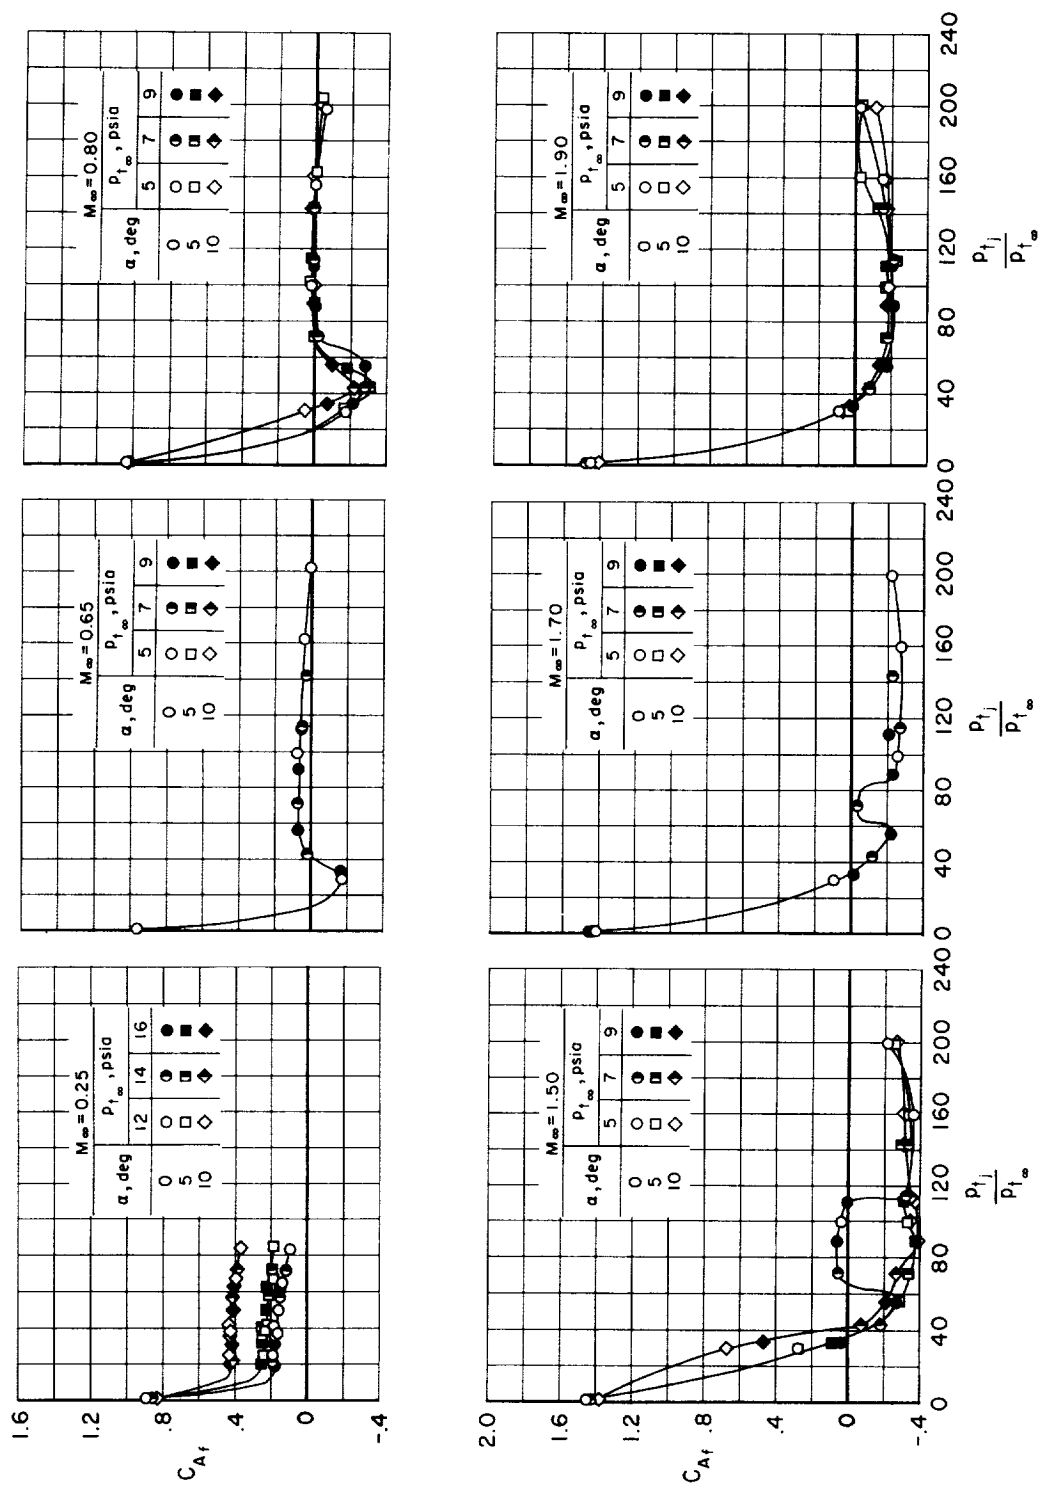 M∞=0.25
α, deg pt∞, psia
12 14 16
0
5
10
M∞=0.65
α, deg pt∞, psia
5 7 9
0
5
10
M∞=0.80
α, deg pt∞, psia
5 7 9
0
5
10
1.6
1.2
.8
.4
0
-.4
CAf
M∞=1.50
α, deg pt∞, psia
5 7 9
0
5
10
M∞=1.70
α, deg pt∞, psia
5 7 9
0
5
10
M∞=1.90
α, deg pt∞, psia
5 7 9
0
5
10
2.0
1.6
1.2
.8
.4
0
-.4
CAf
0 40 80 120 160 200 240
ptj
pt∞
0 40 80 120 160 200 240
ptj
pt∞
0 40 80 120 160 200 240
ptj
pt∞